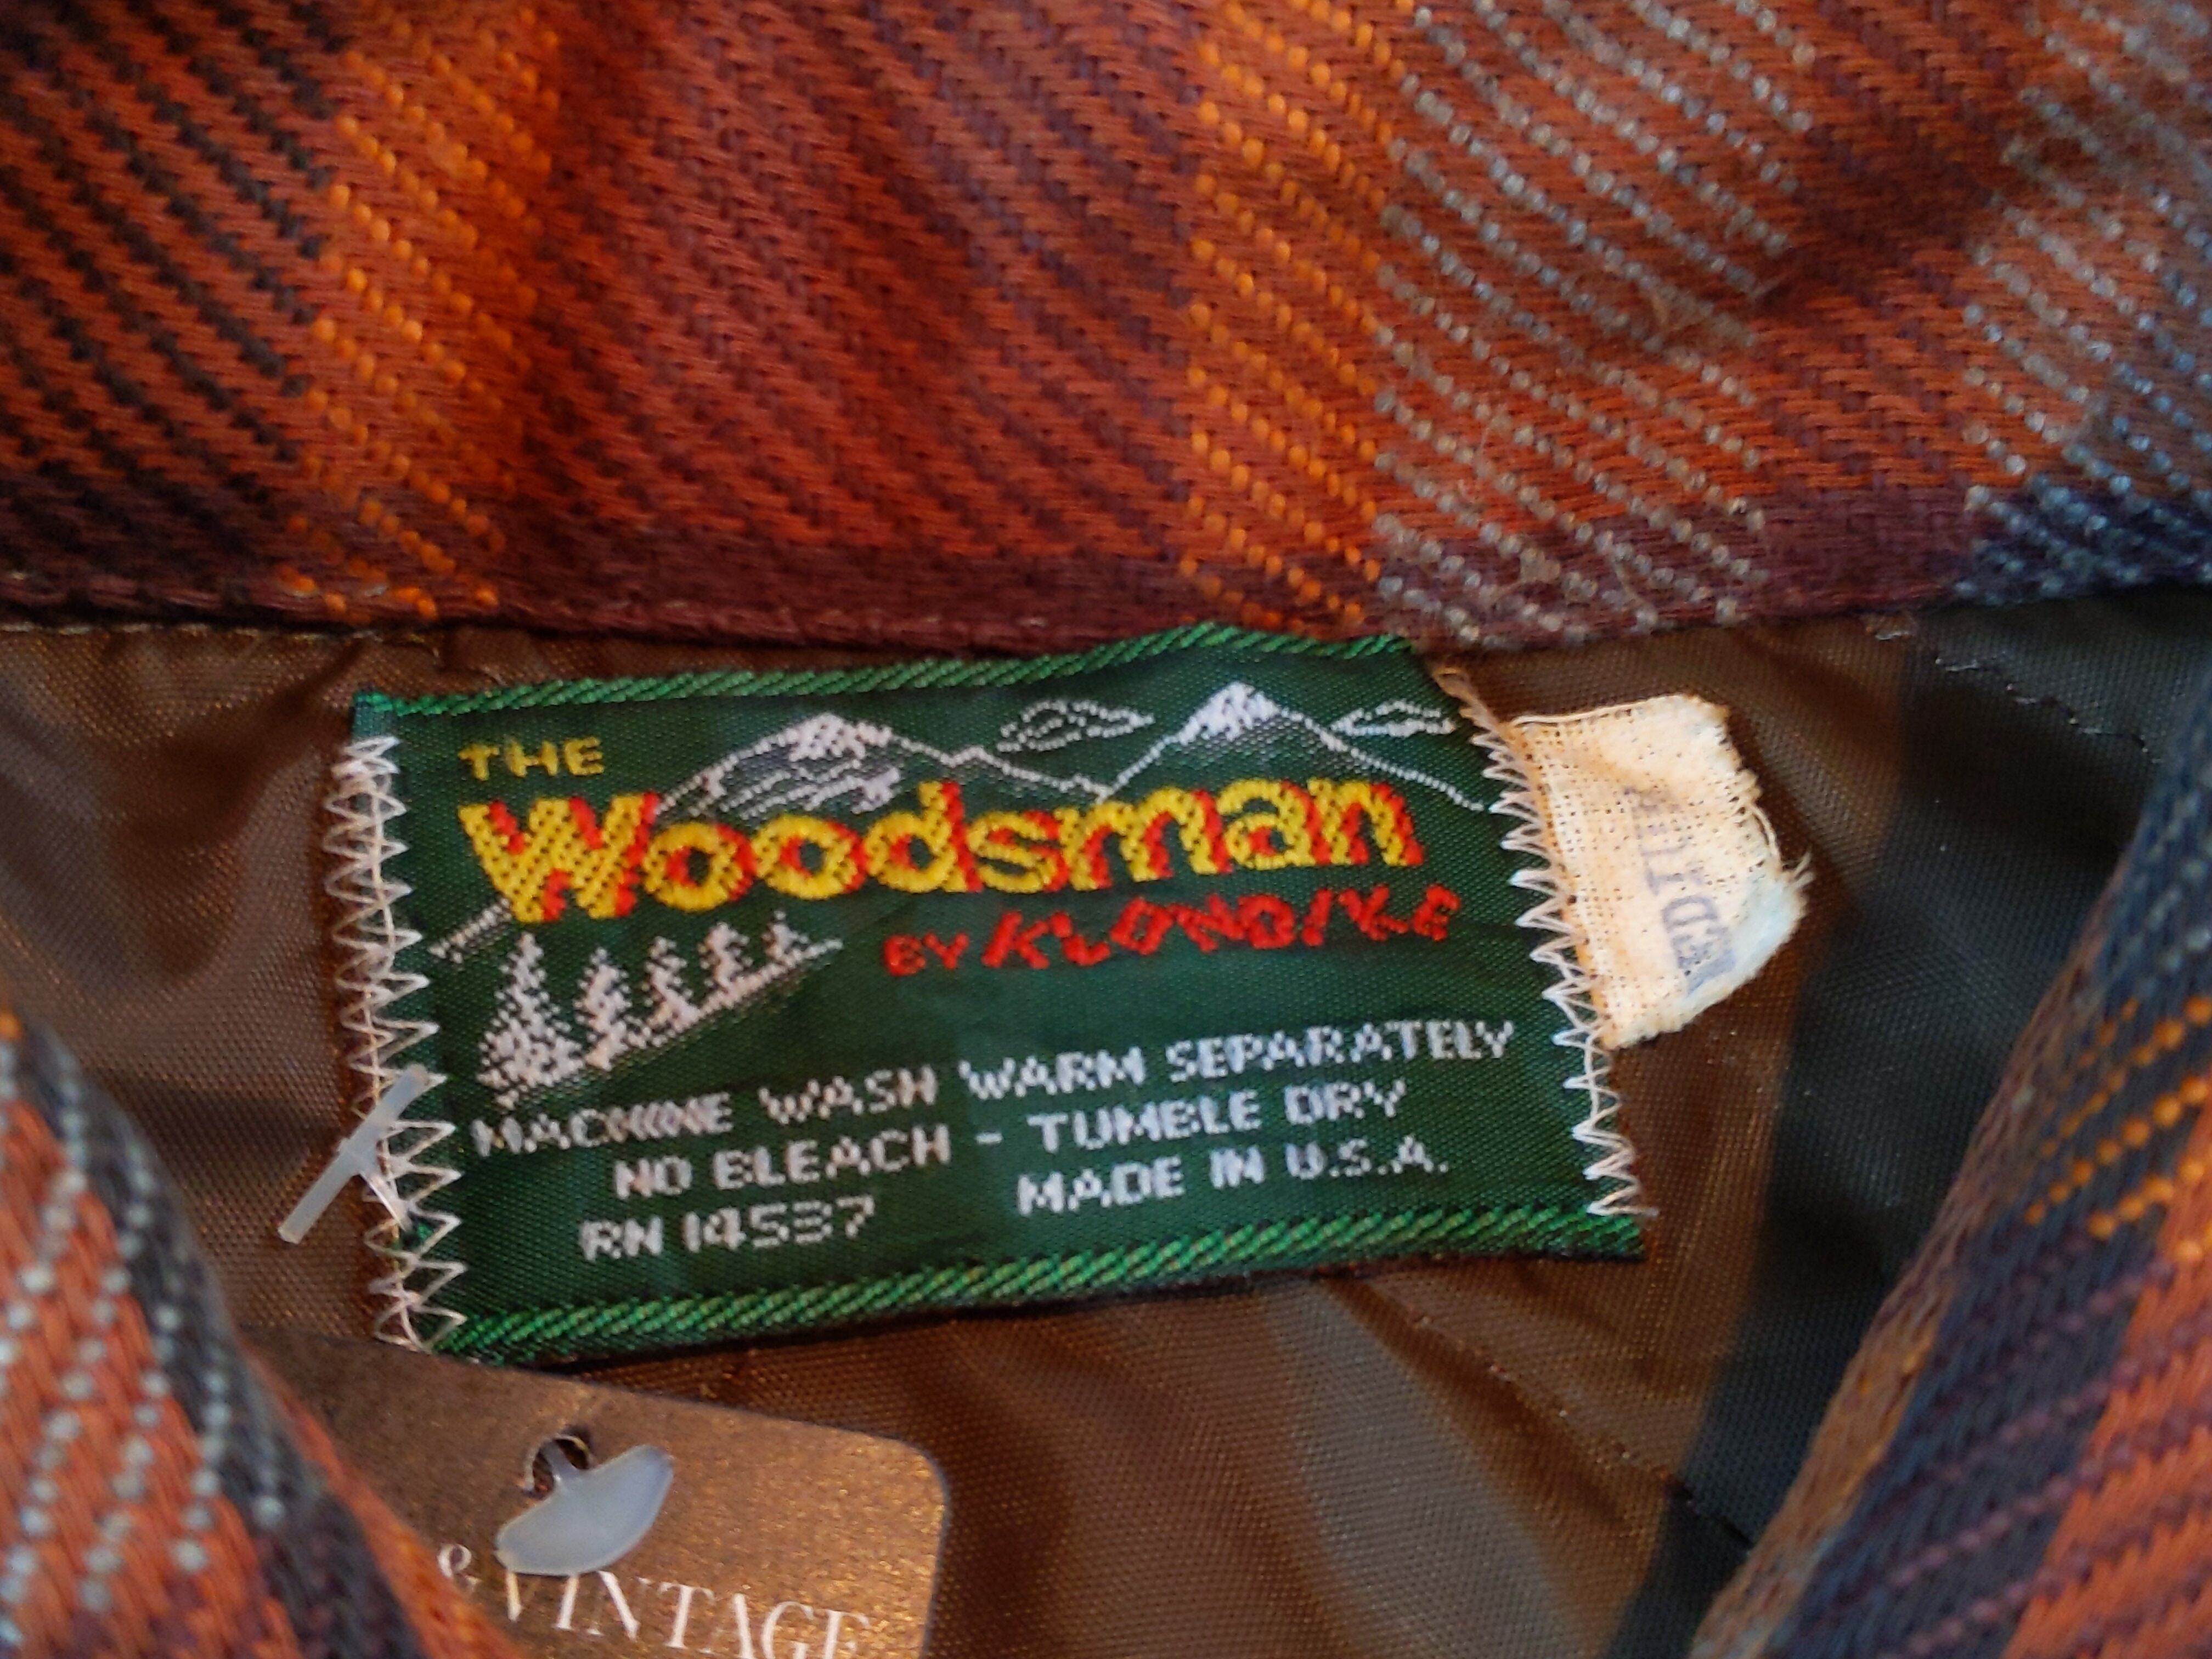 THE
Woodsman
BY KLONDIKE
MACHINE WASH WARM SEPARATELY
NO BLEACH - TUMBLE DRY
RN 14537 MADE IN U.S.A.
& VINTAGE